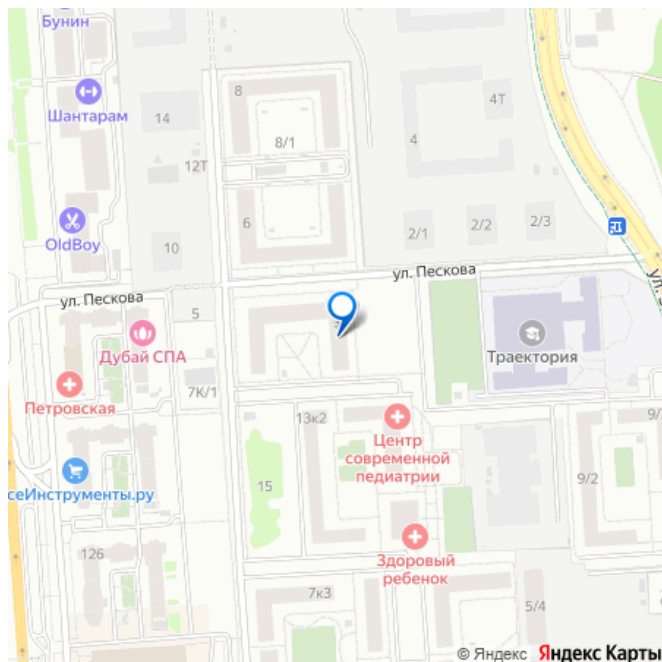 Бунин
Шантарам
14
12Т
8
8/1
4Т
4
OldBoy
10
6
2/1
2/2
2/3
ул. Пескова
ул. Пескова
5
Дубай СПА
Петровская
7К/1
Траектория
13к2
Центр
современной
педиатрии
9/2
сеИнструменты.ру
15
126
Здоровый
ребенок
7к3
5/4
© Яндекс Яндекс Карты